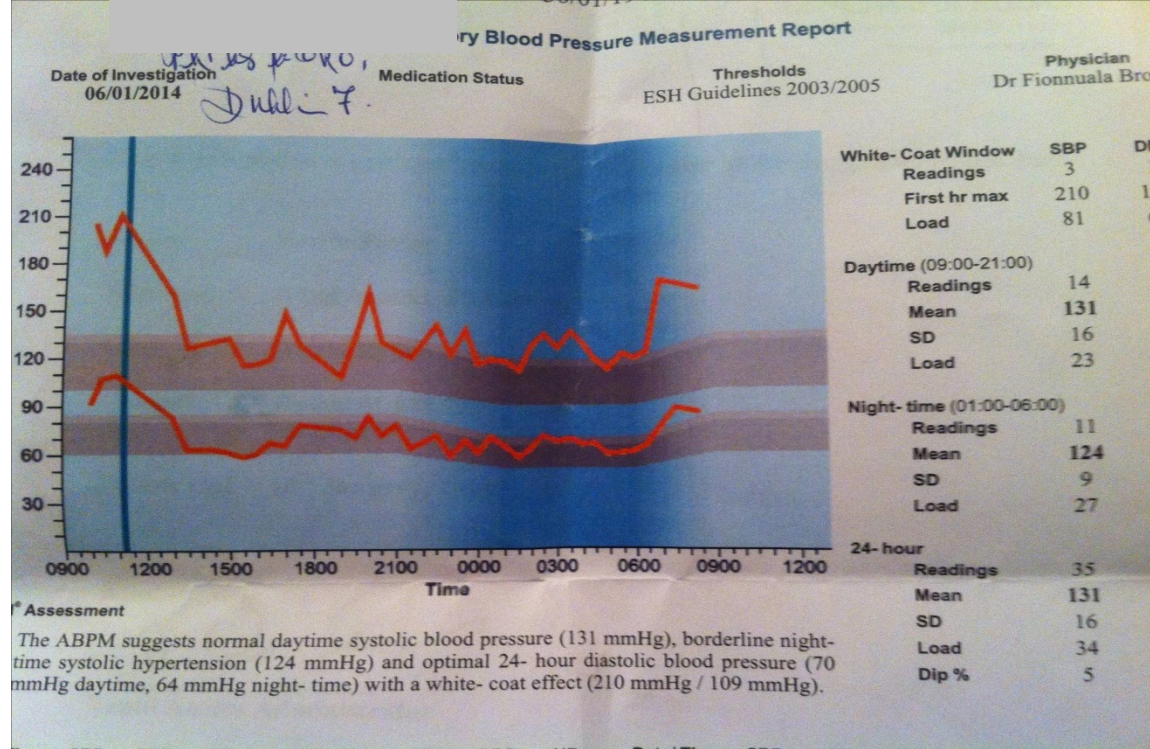 ry Blood Pressure Measurement Report
Date of Investigation
06/01/2014
Dublin 7.
Medication Status
Thresholds
ESH Guidelines 2003/2005
Physician
Dr Fionnuala Bro
240
210
180
150
120
90
60
30
0900 1200 1500 1800 2100 0000 0300 0600 0900 1200
Time
White- Coat Window SBP
Readings 3
First hr max 210
Load 81
Daytime (09:00-21:00)
Readings 14
Mean 131
SD 16
Load 23
Night- time (01:00-06:00)
Readings 11
Mean 124
SD 9
Load 27
24- hour
Readings 35
Mean 131
SD 16
Load 34
Dip % 5
Assessment
The ABPM suggests normal daytime systolic blood pressure (131 mmHg), borderline night-
time systolic hypertension (124 mmHg) and optimal 24- hour diastolic blood pressure (70
mmHg daytime, 64 mmHg night- time) with a white- coat effect (210 mmHg / 109 mmHg).